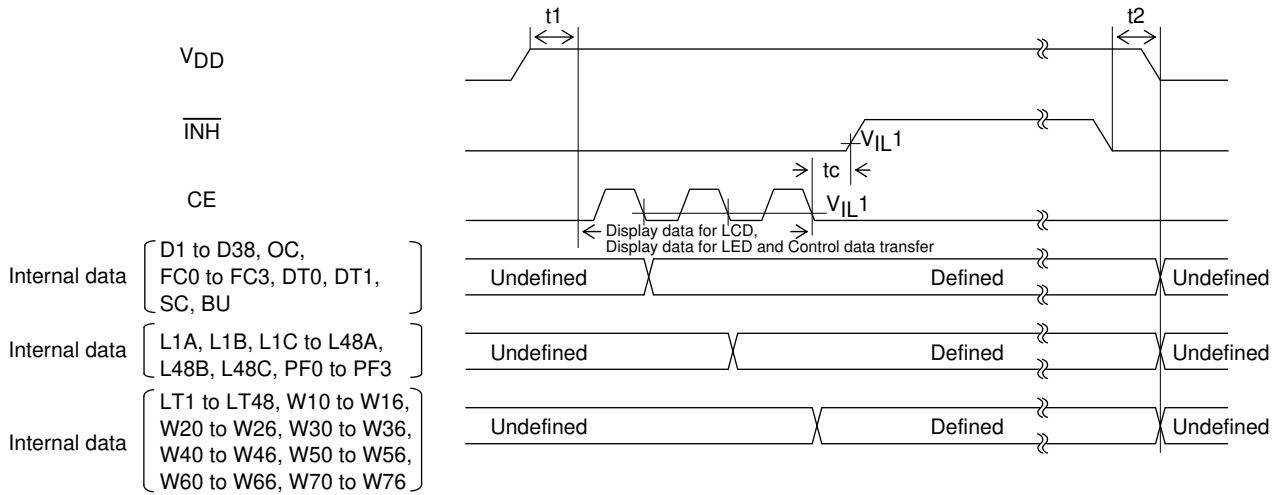 t1
t2
VDD
INH
VIL1
tc
CE
VIL1
Display data for LCD,
Display data for LED and Control data transfer
Internal data
D1 to D38, OC,
FC0 to FC3, DT0, DT1,
SC, BU
Undefined
Defined
Undefined
Internal data
L1A, L1B, L1C to L48A,
L48B, L48C, PF0 to PF3
Undefined
Defined
Undefined
Internal data
LT1 to LT48, W10 to W16,
W20 to W26, W30 to W36,
W40 to W46, W50 to W56,
W60 to W66, W70 to W76
Undefined
Defined
Undefined